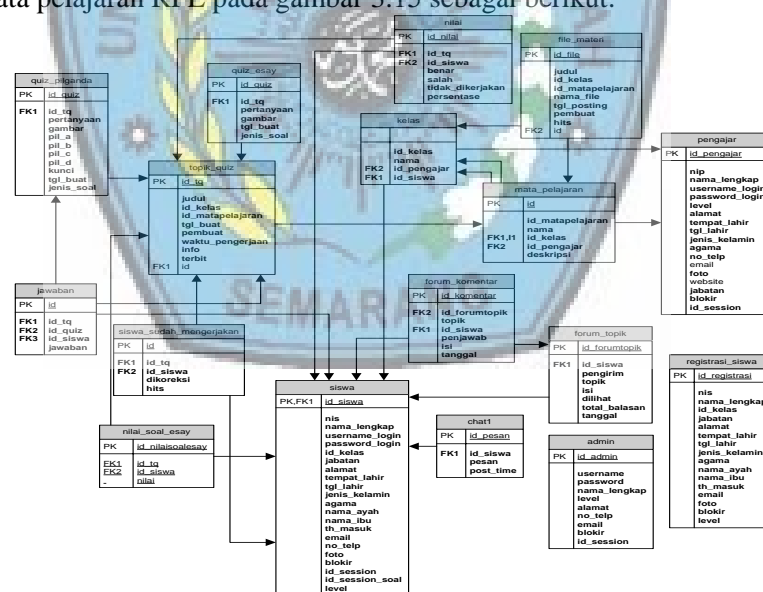 ata pelajaran RPL pada gambar 3.15 sebagai berikut:
nilai
PK id_nilai
FK1 id_tq
FK2 id_siswa
benar
salah
tidak_dikerjakan
persentase
file_materi
PK id_file
judul
id_kelas
id_matapelajaran
nama_file
tgl_posting
pembuat
hits
FK2 id
quiz_pilganda
PK id_quiz
FK1 id_tq
pertanyaan
gambar
pil_a
pil_b
pil_c
pil_d
kunci
tgl_buat
jenis_soal
quiz_esay
PK id_quiz
FK1 id_tq
pertanyaan
gambar
tgl_buat
jenis_soal
kelas
id_kelas
nama
FK2 id_pengajar
FK1 id_siswa
pengajar
PK id_pengajar
nip
nama_lengkap
username_login
password_login
level
alamat
tempat_lahir
tgl_lahir
jenis_kelamin
agama
no_telp
email
foto
website
jabatan
blokir
id_session
topik_quiz
PK id_tq
judul
id_kelas
id_matapelajaran
tgl_buat
pembuat
waktu_pengerjaan
info
terbit
FK1 id
mata_pelajaran
PK id
id_matapelajaran
nama
FK1,I1 id_kelas
FK2 id_pengajar
deskripsi
SEMARANG
jawaban
PK id
FK1 id_tq
FK2 id_quiz
FK3 id_siswa
jawaban
siswa_sudah_mengerjakan
PK id
FK1 id_tq
FK2 id_siswa
dikoreksi
hits
forum_komentar
PK id_komentar
FK2 id_forumtopik
topik
FK1 id_siswa
penjawab
isi
tanggal
forum_topik
PK id_forumtopik
FK1 id_siswa
pengirim
topik
isi
dilihat
total_balasan
tanggal
registrasi_siswa
PK id_registrasi
nis
nama_lengkap
id_kelas
jabatan
alamat
tempat_lahir
tgl_lahir
jenis_kelamin
agama
nama_ayah
nama_ibu
th_masuk
email
foto
blokir
level
siswa
PK,FK1 id_siswa
nis
nama_lengkap
username_login
password_login
id_kelas
jabatan
alamat
tempat_lahir
tgl_lahir
jenis_kelamin
agama
nama_ayah
nama_ibu
th_masuk
email
no_telp
foto
blokir
id_session
id_session_soal
level
chat1
PK id_pesan
FK1 id_siswa
pesan
post_time
nilai_soal_esay
PK id_nilaisoalesay
FK1 id_tq
FK2 id_siswa
- nilai
admin
PK id_admin
username
password
nama_lengkap
level
alamat
no_telp
email
blokir
id_session